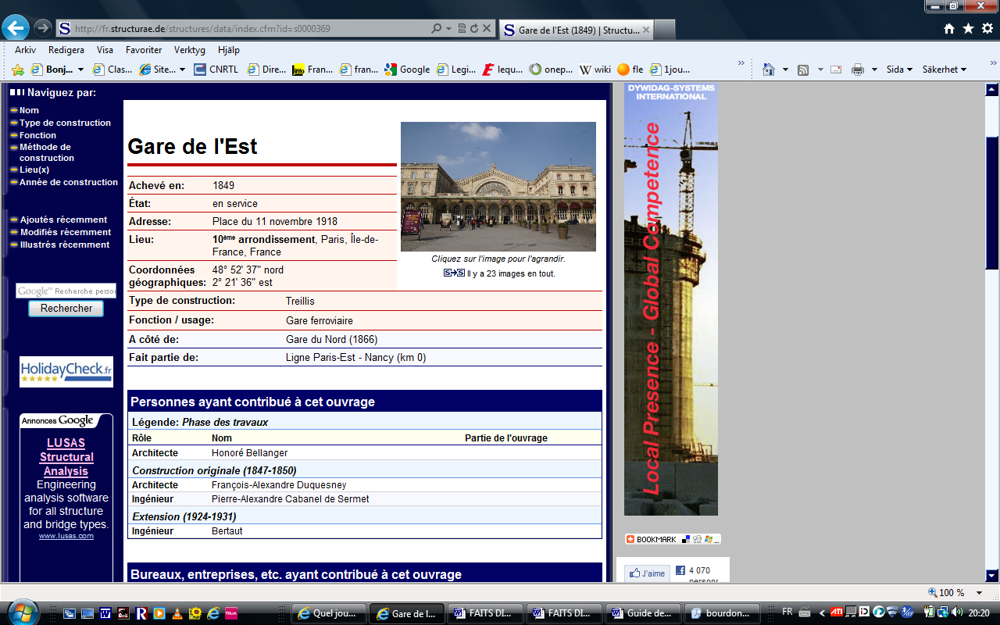 http://fr.structurae.de/structures/data/index.cfm?id=s0000369
Gare de l'Est (1849) | Structu...
Arkiv Redigera Visa Favoriter Verktyg Hjälp
Bonj... Clas... Site... CNRTL Dire... Fran... fran... Google Legi... lequ... onep... wiki fle 1jou... Sida Säkerhet
Naviguez par:
Nom
Type de construction
Fonction
Méthode de
construction
Lieu(x)
Année de construction
Ajoutés récemment
Modifiés récemment
Illustrés récemment
Google™ Recherche person
Rechercher
HolidayCheck.fr
Annonces Google
LUSAS
Structural
Analysis
Engineering
analysis software
for all structure
and bridge types.
www.lusas.com
Gare de l'Est
Achevé en: 1849
État: en service
Adresse: Place du 11 novembre 1918
Lieu: 10ème arrondissement, Paris, Île-de-
France, France
Coordonnées 48° 52' 37" nord
géographiques: 2° 21' 36" est
Cliquez sur l'image pour l'agrandir.
S→S Il y a 23 images en tout.
Type de construction: Treillis
Fonction / usage: Gare ferroviaire
A côté de: Gare du Nord (1866)
Fait partie de: Ligne Paris-Est - Nancy (km 0)
Personnes ayant contribué à cet ouvrage
Légende: Phase des travaux
Rôle Nom Partie de l'ouvrage
Architecte Honoré Bellanger
Construction originale (1847-1850)
Architecte François-Alexandre Duquesney
Ingénieur Pierre-Alexandre Cabanel de Sermet
Extension (1924-1931)
Ingénieur Bertaut
Bureaux, entreprises, etc. ayant contribué à cet ouvrage
DYWIDAG-SYSTEMS
INTERNATIONAL
Local Presence - Global Competence
BOOKMARK ...
J'aime 4 070
100 %
Quel jou... Gare de l... FAITS DI... FAITS DI... Guide de... bourdon... FR ATI 20:20